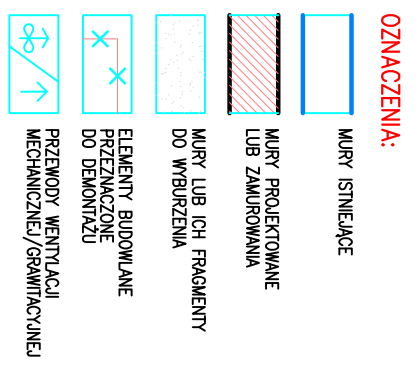 OZNACZENIA:
MURY ISTNIEJĄCE
MURY PROJEKTOWANE
LUB ZAMUROWANIA
MURY LUB ICH FRAGMENTY
DO WYBURZENIA
ELEMENTY BUDOWLANE
PRZEZNACZONE
DO DEMONTAŻU
PRZEWODY WENTYLACJI
MECHANICZNEJ/GRAWITACYJNEJ